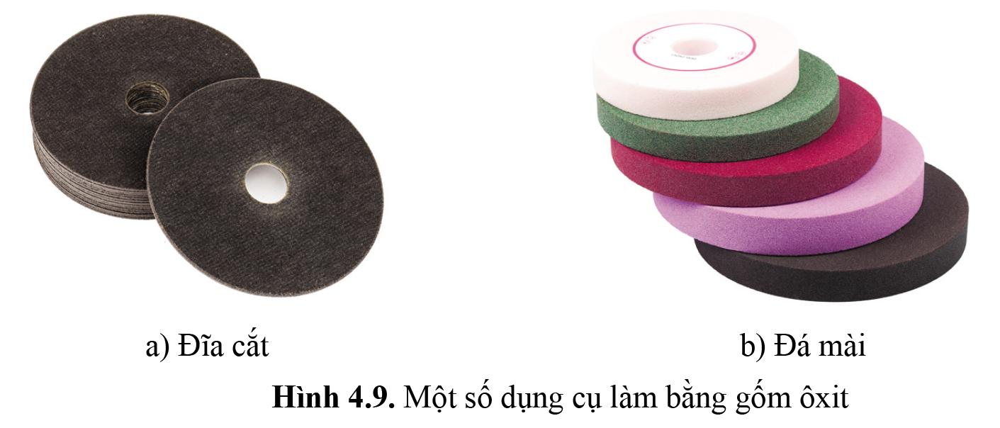 a) Đĩa cắt
b) Đá mài
Hình 4.9. Một số dụng cụ làm bằng gốm ôxit